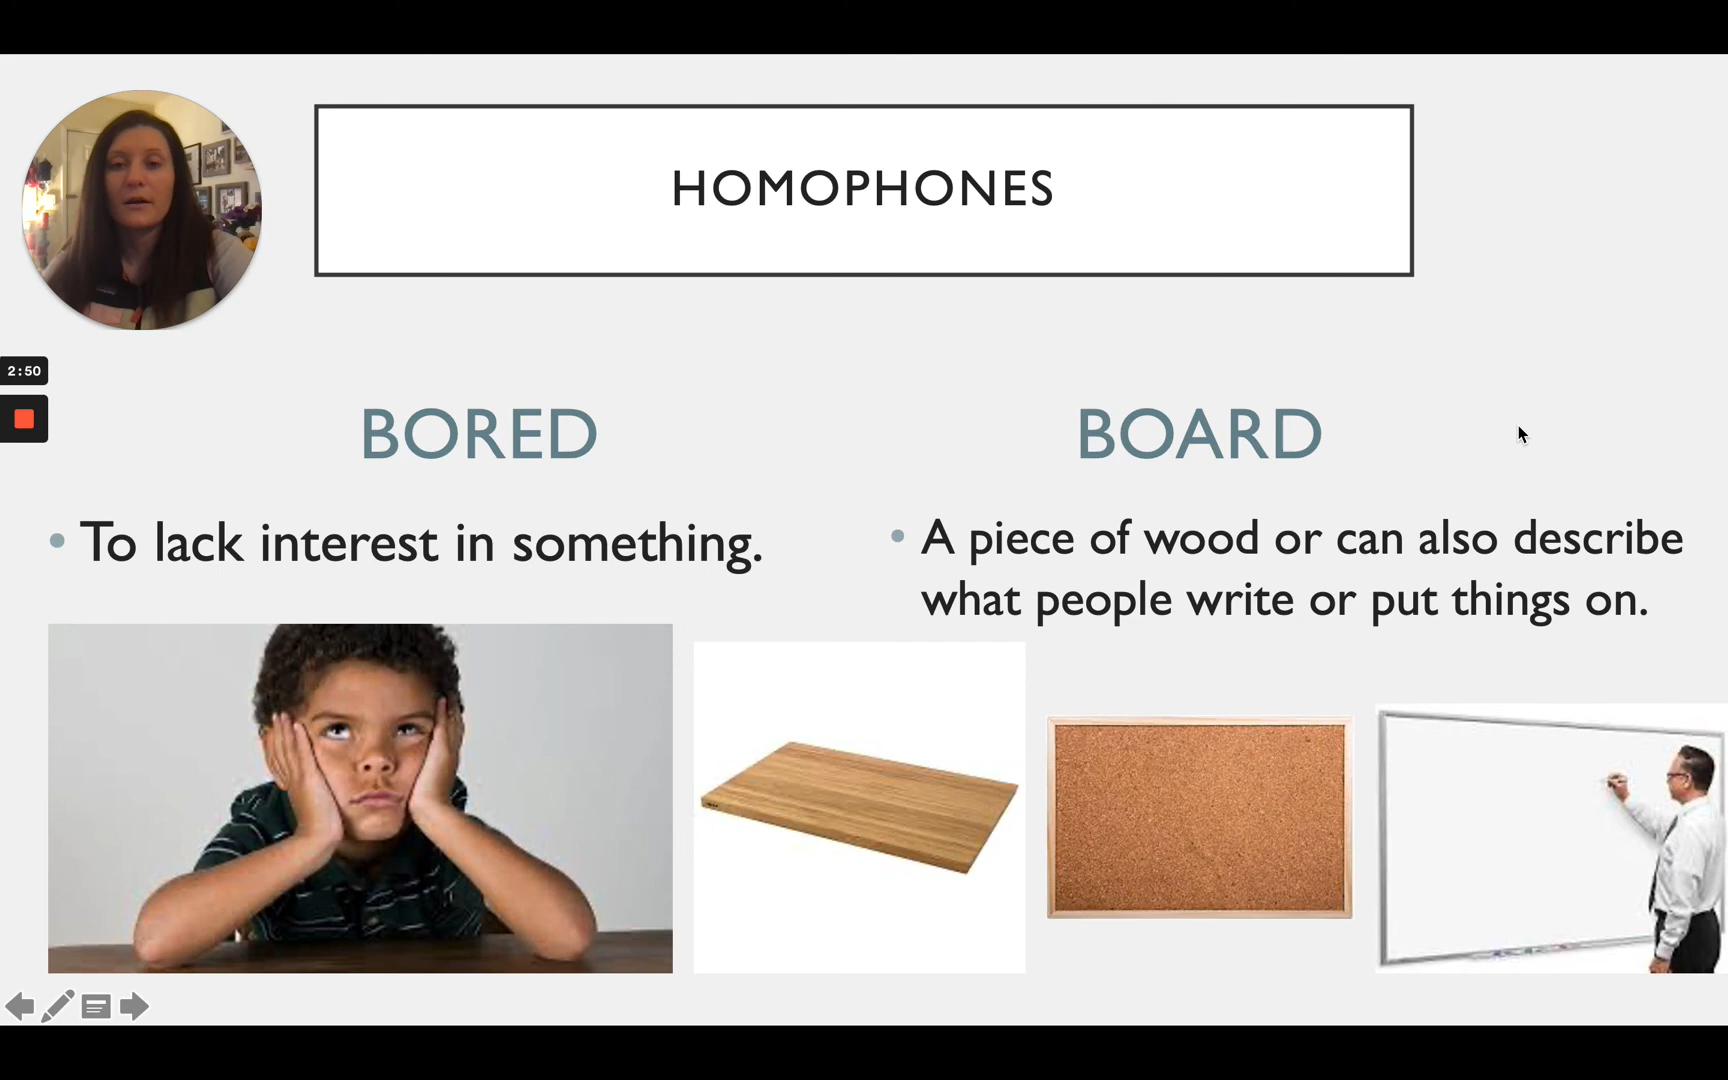 HOMOPHONES
2:50
BORED
• To lack interest in something.
BOARD
• A piece of wood or can also describe
what people write or put things on.